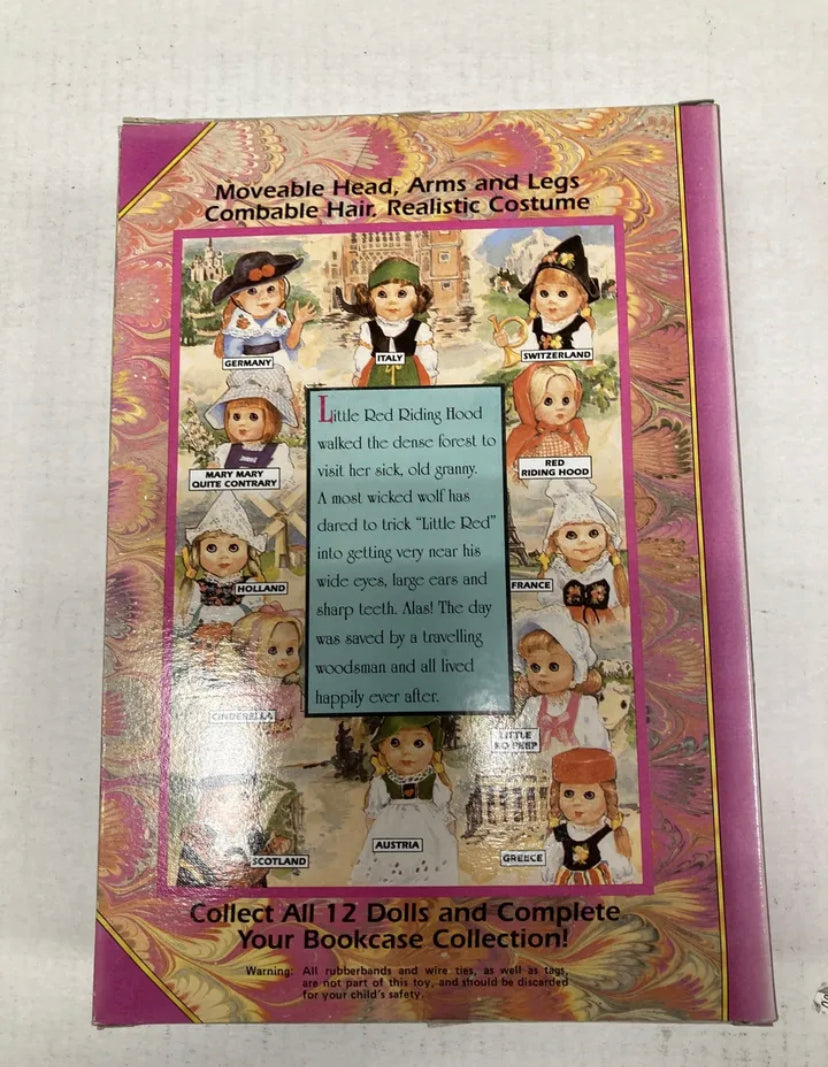 Moveable Head, Arms and Legs
Combable Hair, Realistic Costume
GERMANY
ITALY
SWITZERLAND
MARY MARY
QUITE CONTRARY
RED
RIDING HOOD
Little Red Riding Hood
walked the dense forest to
visit her sick, old granny.
A most wicked wolf has
dared to trick “Little Red”
into getting very near his
wide eyes, large ears and
sharp teeth. Alas! The day
was saved by a travelling
woodsman and all lived
happily ever after.
HOLLAND
FRANCE
CINDERELLA
LITTLE
BO PEEP
SCOTLAND
AUSTRIA
GREECE
Collect All 12 Dolls and Complete
Your Bookcase Collection!
Warning: All rubberbands and wire ties, as well as tags,
are not part of this toy, and should be discarded
for your child's safety.